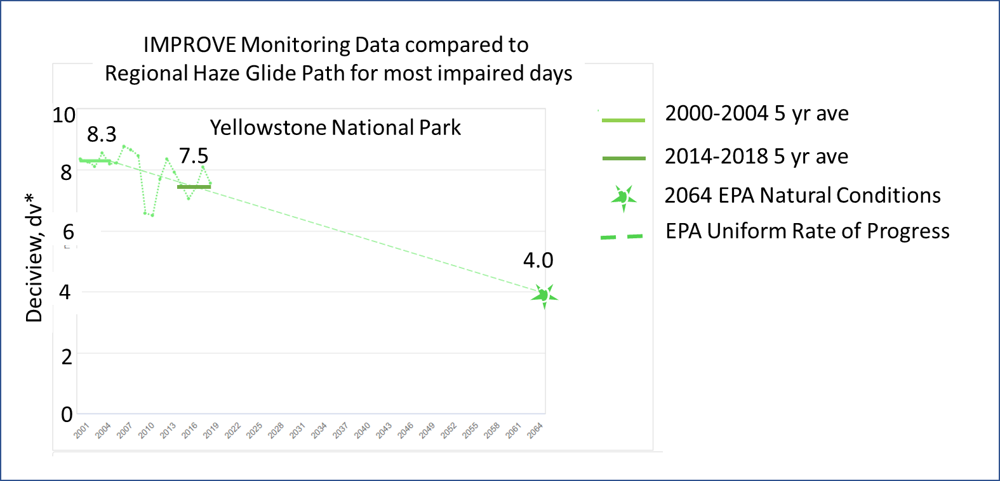 IMPROVE Monitoring Data compared to
Regional Haze Glide Path for most impaired days
Yellowstone National Park
10
8.3
7.5
8
6
4
4.0
2
0
Deciview, dv*
2001 2004 2007 2010 2013 2016 2019 2022 2025 2028 2031 2034 2037 2040 2043 2046 2049 2052 2055 2058 2061 2064
2000-2004 5 yr ave
2014-2018 5 yr ave
2064 EPA Natural Conditions
EPA Uniform Rate of Progress